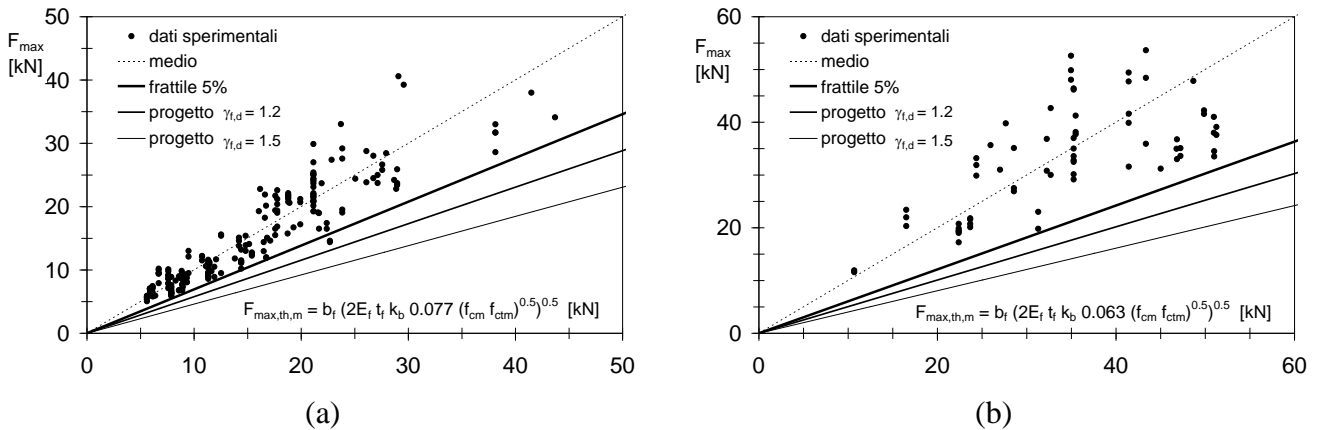 50
F_max
[kN]
40
30
20
10
0
dati sperimentali
medio
frattile 5%
progetto γ_f,d = 1.2
progetto γ_f,d = 1.5
F_max,th,m = b_f (2E_f t_f k_b 0.077 (f_cm f_ctm)^0.5)^0.5 [kN]
0 10 20 30 40 50
(a)
60
F_max
[kN]
40
20
0
dati sperimentali
medio
frattile 5%
progetto γ_f,d = 1.2
progetto γ_f,d = 1.5
F_max,th,m = b_f (2E_f t_f k_b 0.063 (f_cm f_ctm)^0.5)^0.5 [kN]
0 20 40 60
(b)